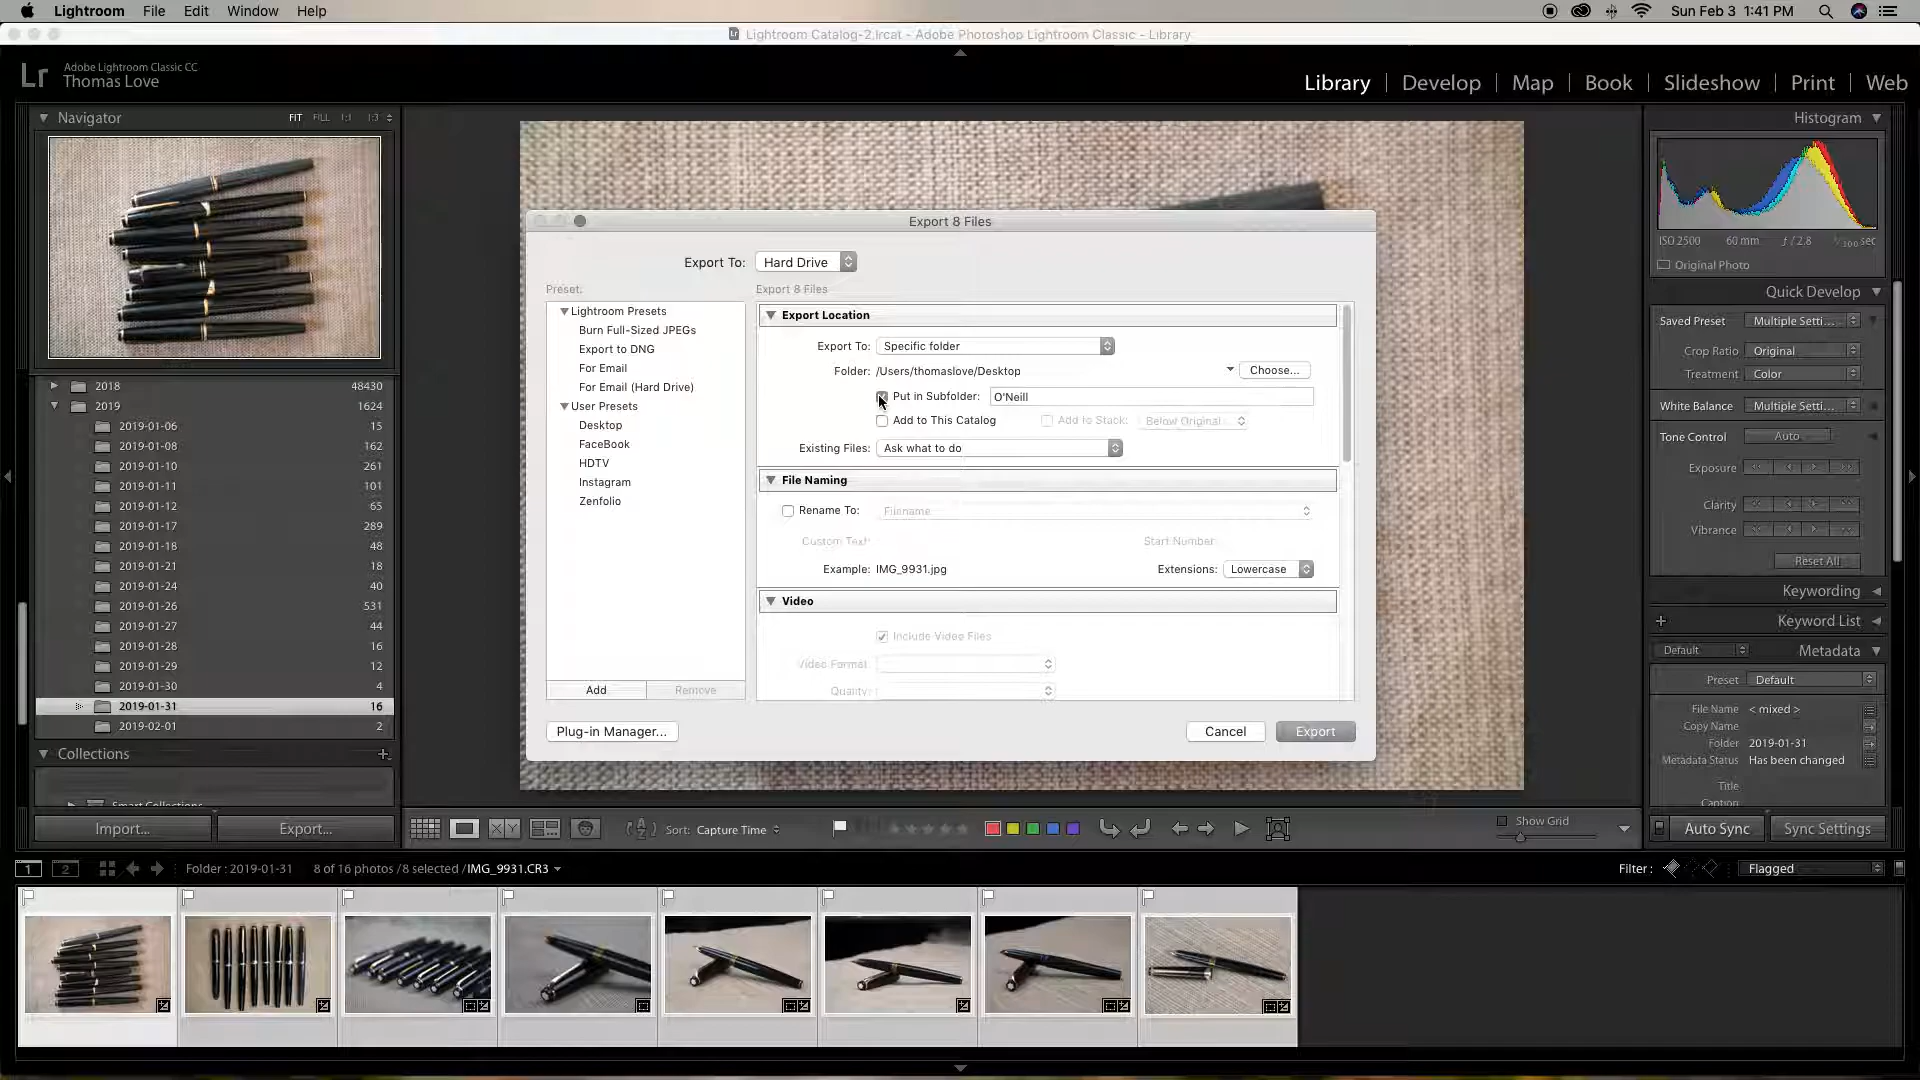 Lightroom File Edit Window Help Sun Feb 3 1:41 PM
Lightroom Catalog-2.lrcat - Adobe Photoshop Lightroom Classic - Library
Lr Adobe Lightroom Classic CC
Thomas Love
Library | Develop | Map | Book | Slideshow | Print | Web
Navigator FIT FILL 1:1 1:3
2018 48430
2019 1624
2019-01-06 15
2019-01-08 162
2019-01-10 261
2019-01-11 101
2019-01-12 65
2019-01-17 289
2019-01-18 48
2019-01-21 18
2019-01-24 40
2019-01-26 531
2019-01-27 44
2019-01-28 16
2019-01-29 12
2019-01-30 4
2019-01-31 16
2019-02-01 2
Collections
Smart Collections
Import... Export...
Export 8 Files
Export To: Hard Drive
Preset:
Lightroom Presets
Burn Full-Sized JPEGs
Export to DNG
For Email
For Email (Hard Drive)
User Presets
Desktop
FaceBook
HDTV
Instagram
Zenfolio
Add Remove
Export 8 Files
Export Location
Export To: Specific folder
Folder: /Users/thomaslove/Desktop Choose...
Put in Subfolder: O'Neill
Add to This Catalog Add to Stack: Below Original
Existing Files: Ask what to do
File Naming
Rename To: Filename
Custom Text: Start Number:
Example: IMG_9931.jpg Extensions: Lowercase
Video
Include Video Files
Video Format:
Quality:
Plug-in Manager... Cancel Export
Histogram
ISO 2500 60 mm ƒ / 2.8 1/100 sec
Original Photo
Quick Develop
Saved Preset Multiple Setti...
Crop Ratio Original
Treatment Color
White Balance Multiple Setti...
Tone Control Auto
Exposure
Clarity
Vibrance
Reset All
Keywording
Keyword List
Default Metadata
Preset Default
File Name < mixed >
Copy Name
Folder 2019-01-31
Metadata Status Has been changed
Title
Caption
Auto Sync Sync Settings
XY Sort: Capture Time Show Grid
1 2 Folder : 2019-01-31 8 of 16 photos /8 selected /IMG_9931.CR3 Filter : Flagged